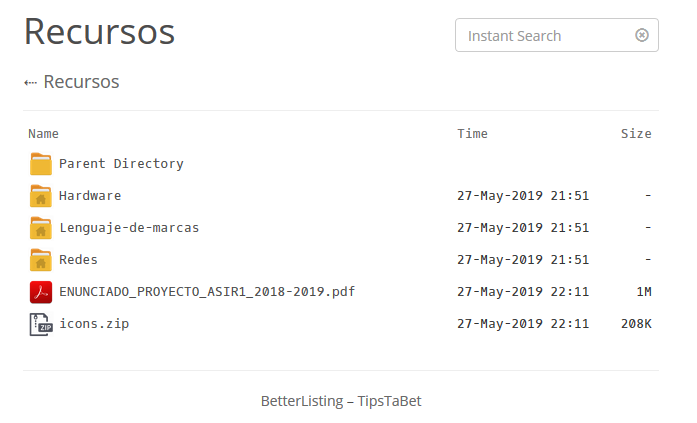 Recursos
Instant Search
⇠ Recursos
Name Time Size
Parent Directory
Hardware 27-May-2019 21:51 -
Lenguaje-de-marcas 27-May-2019 21:51 -
Redes 27-May-2019 21:51 -
ENUNCIADO_PROYECTO_ASIR1_2018-2019.pdf 27-May-2019 22:11 1M
ZIP icons.zip 27-May-2019 22:11 208K
BetterListing – TipsTaBet